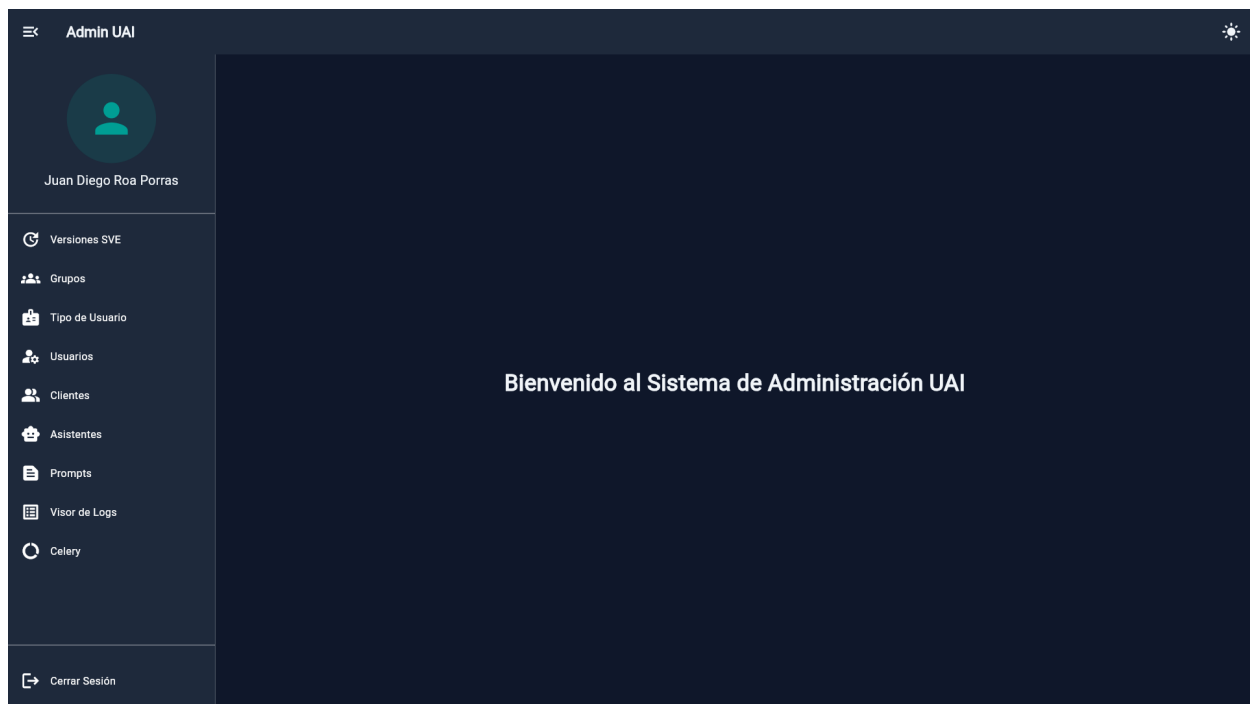 Admin UAI
Juan Diego Roa Porras
Versiones SVE
Grupos
Tipo de Usuario
Usuarios
Clientes
Asistentes
Prompts
Visor de Logs
Celery
Cerrar Sesión
Bienvenido al Sistema de Administración UAI